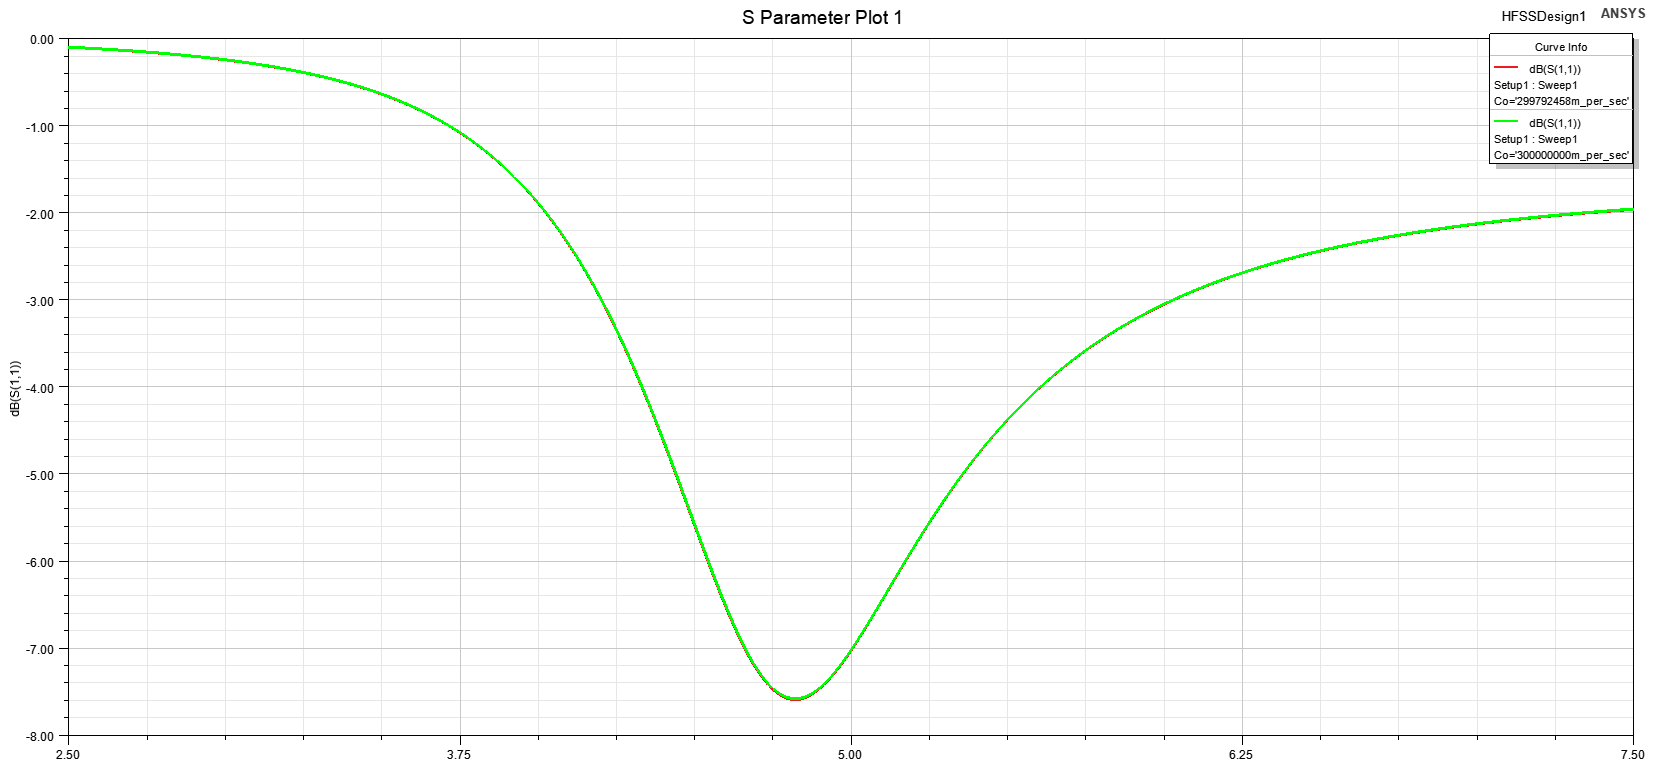 S Parameter Plot 1
HFSSDesign1
ANSYS
Curve Info
dB(S(1,1))
Setup1 : Sweep1
Co='299792458m_per_sec'
dB(S(1,1))
Setup1 : Sweep1
Co='300000000m_per_sec'
0.00
-1.00
-2.00
-3.00
-4.00
-5.00
-6.00
-7.00
-8.00
dB(S(1,1))
2.50
3.75
5.00
6.25
7.50